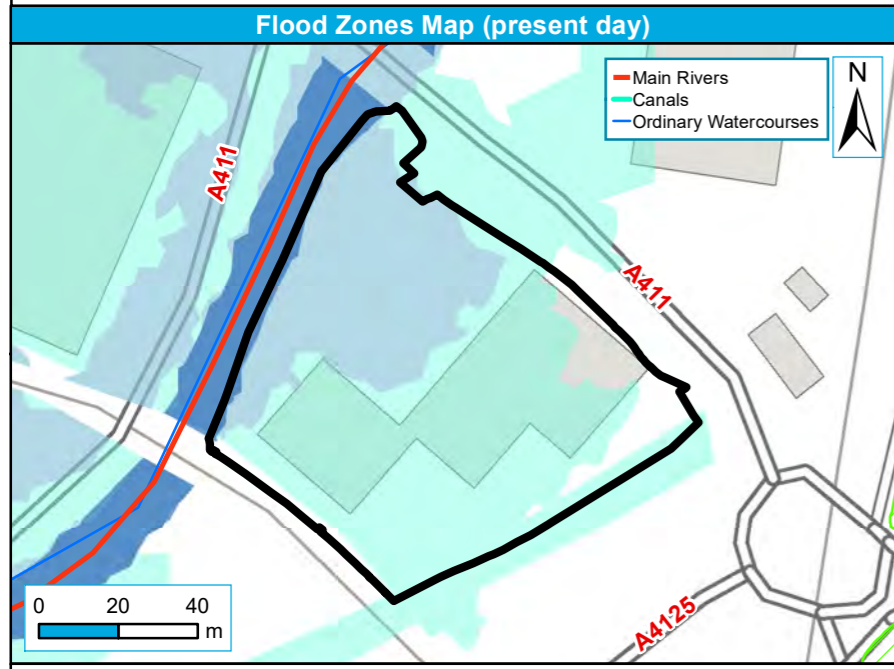 Flood Zones Map (present day)
Main Rivers
Canals
Ordinary Watercourses
N
A411
A411
A4125
0 20 40
m